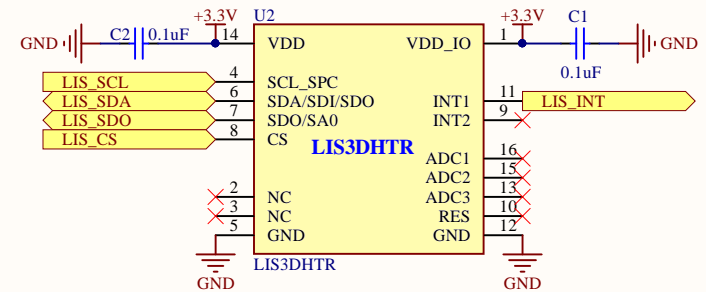 +3.3V U2 +3.3V C1
GND C2 0.1uF 14 VDD VDD_IO 1 GND
0.1uF
LIS_SCL 4 SCL_SPC
LIS_SDA 6 SDA/SDI/SDO INT1 11 LIS_INT
LIS_SDO 7 SDO/SA0 INT2 9
LIS_CS 8 CS
LIS3DHTR
ADC1 16
ADC2 15
2 NC ADC3 13
3 NC RES 10
5 GND GND 12
LIS3DHTR
GND GND